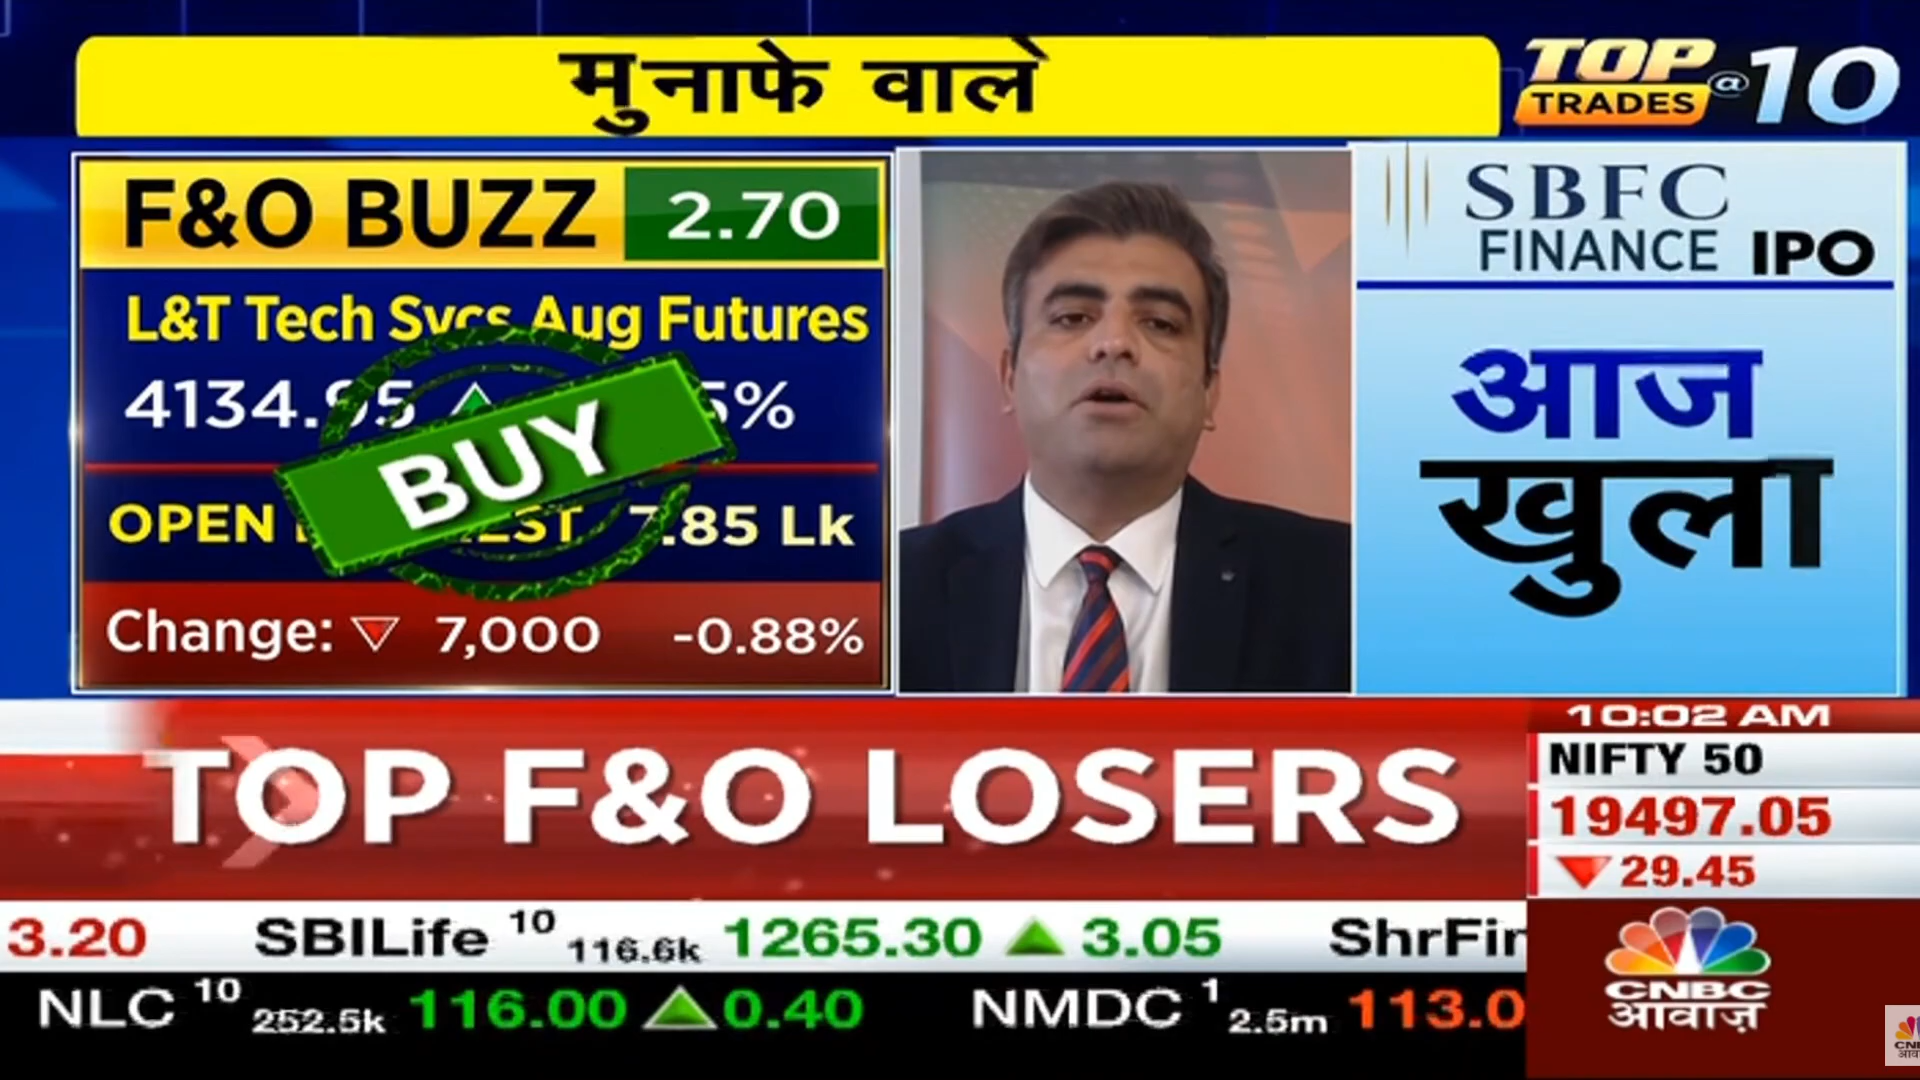 मुनाफे वाले
TOP
TRADES
@10
F&O BUZZ 2.70
L&T Tech Svcs Aug Futures
BUY
OPEN
Change: ▼ 7,000 -0.88%
SBFC
FINANCE IPO
आज
खुला
TOP F&O LOSERS
10:02 AM
NIFTY 50
19497.05
▼ 29.45
3.20 SBILife 10 116.6k 1265.30 ▲ 3.05
NLC 10 252.5k 116.00 ▲ 0.40 NMDC 1 2.5m
CNBC
आवाज़